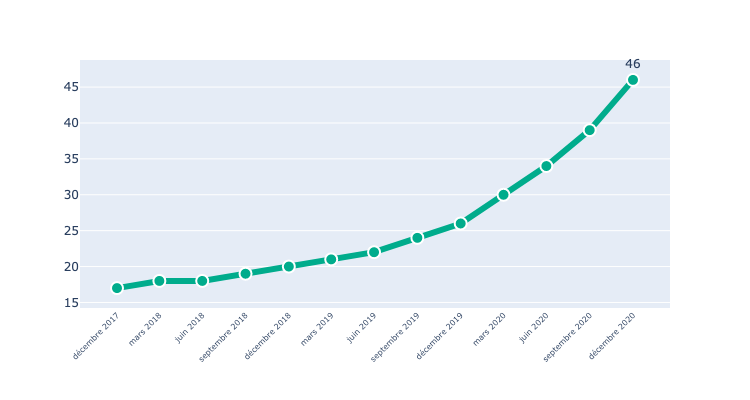 46
45
40
35
30
25
20
15
décembre 2017
mars 2018
juin 2018
septembre 2018
décembre 2018
mars 2019
juin 2019
septembre 2019
décembre 2019
mars 2020
juin 2020
septembre 2020
décembre 2020